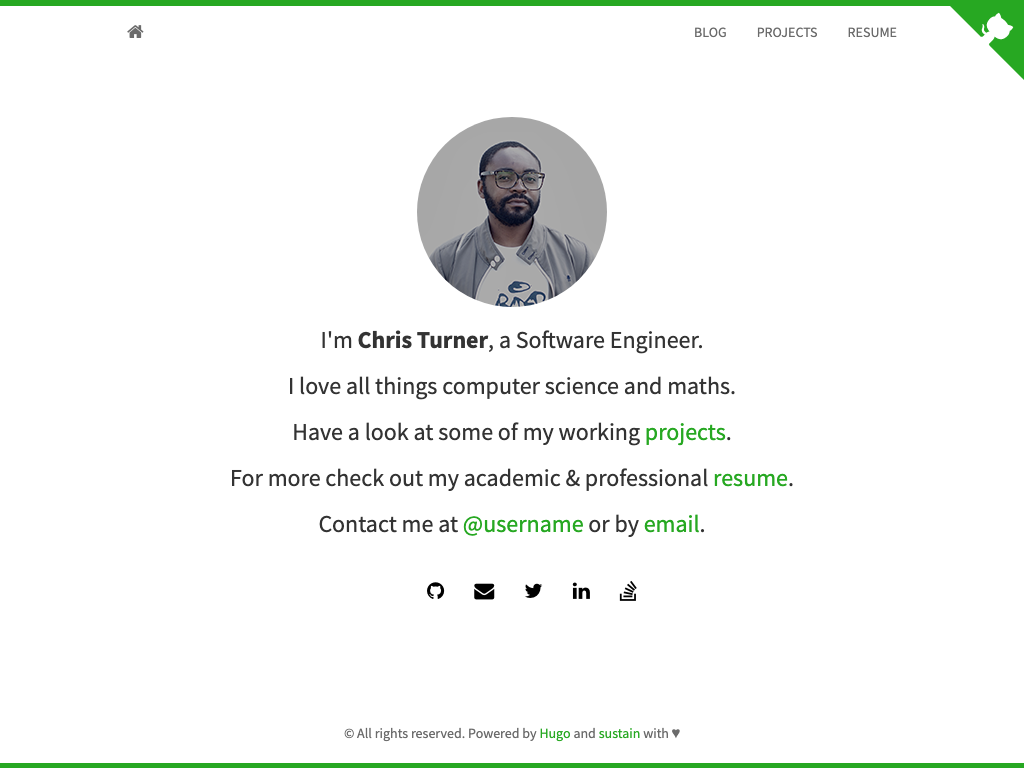 BLOG PROJECTS RESUME
I'm Chris Turner, a Software Engineer.
I love all things computer science and maths.
Have a look at some of my working projects.
For more check out my academic & professional resume.
Contact me at @username or by email.
© All rights reserved. Powered by Hugo and sustain with ♥